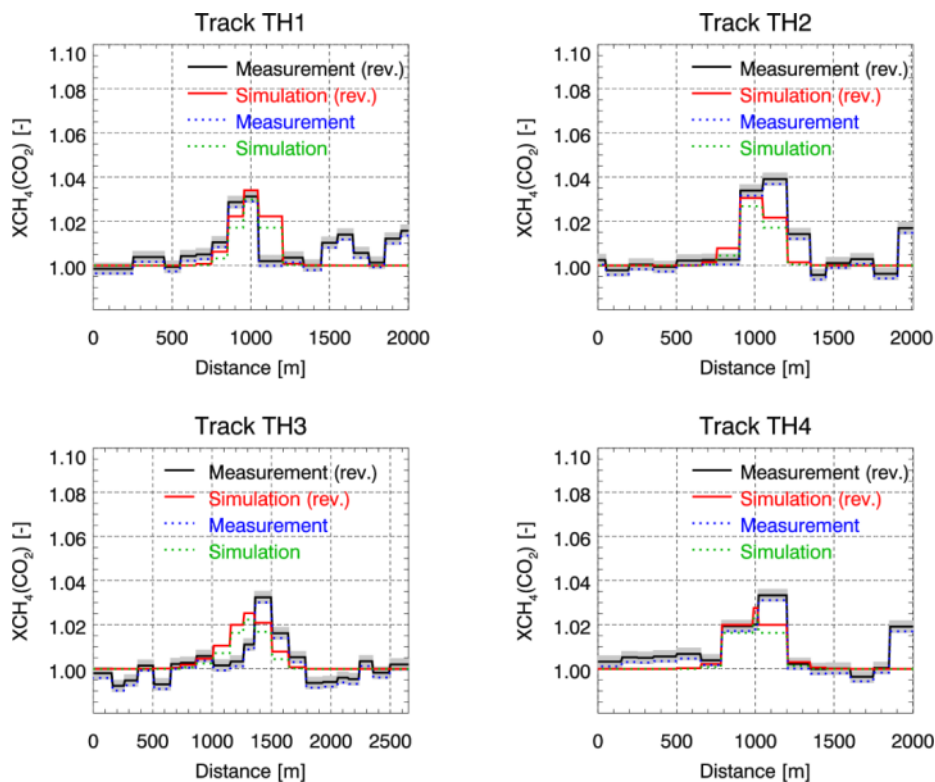 Track TH1
1.10
1.08
1.06
1.04
1.02
1.00
XCH₄(CO₂) [-]
Measurement (rev.)
Simulation (rev.)
Measurement
Simulation
0 500 1000 1500 2000
Distance [m]
Track TH2
1.10
1.08
1.06
1.04
1.02
1.00
XCH₄(CO₂) [-]
Measurement (rev.)
Simulation (rev.)
Measurement
Simulation
0 500 1000 1500 2000
Distance [m]
Track TH3
1.10
1.08
1.06
1.04
1.02
1.00
XCH₄(CO₂) [-]
Measurement (rev.)
Simulation (rev.)
Measurement
Simulation
0 500 1000 1500 2000 2500
Distance [m]
Track TH4
1.10
1.08
1.06
1.04
1.02
1.00
XCH₄(CO₂) [-]
Measurement (rev.)
Simulation (rev.)
Measurement
Simulation
0 500 1000 1500 2000
Distance [m]